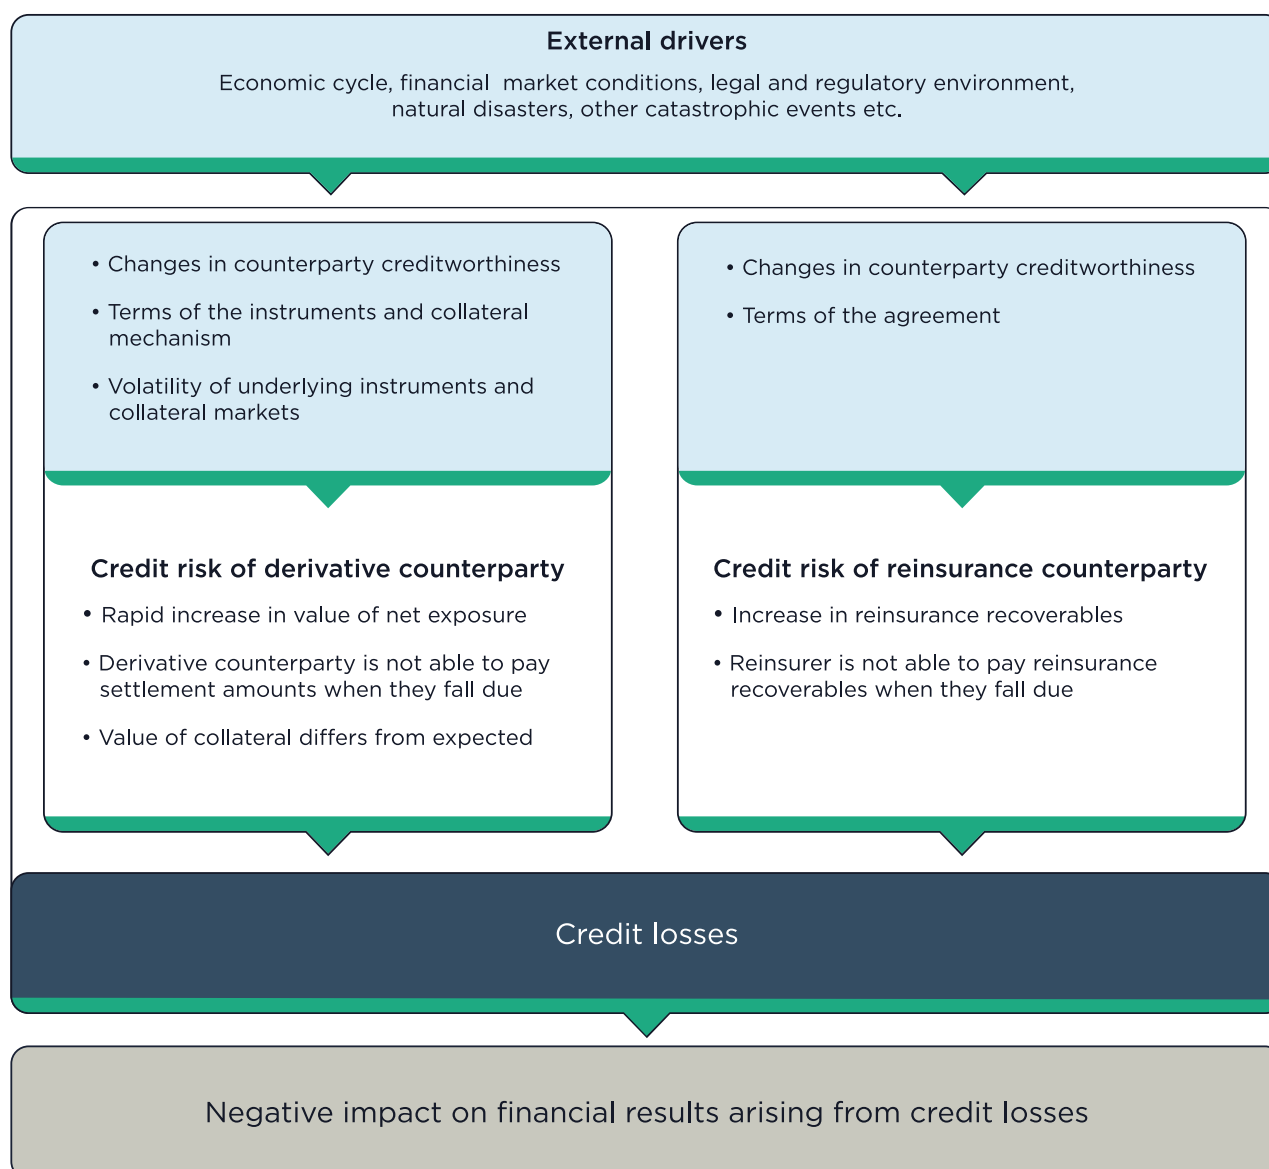 External drivers
Economic cycle, financial market conditions, legal and regulatory environment,
natural disasters, other catastrophic events etc.
• Changes in counterparty creditworthiness
• Terms of the instruments and collateral
mechanism
• Volatility of underlying instruments and
collateral markets
• Changes in counterparty creditworthiness
• Terms of the agreement
Credit risk of derivative counterparty
• Rapid increase in value of net exposure
• Derivative counterparty is not able to pay
settlement amounts when they fall due
• Value of collateral differs from expected
Credit risk of reinsurance counterparty
• Increase in reinsurance recoverables
• Reinsurer is not able to pay reinsurance
recoverables when they fall due
Credit losses
Negative impact on financial results arising from credit losses